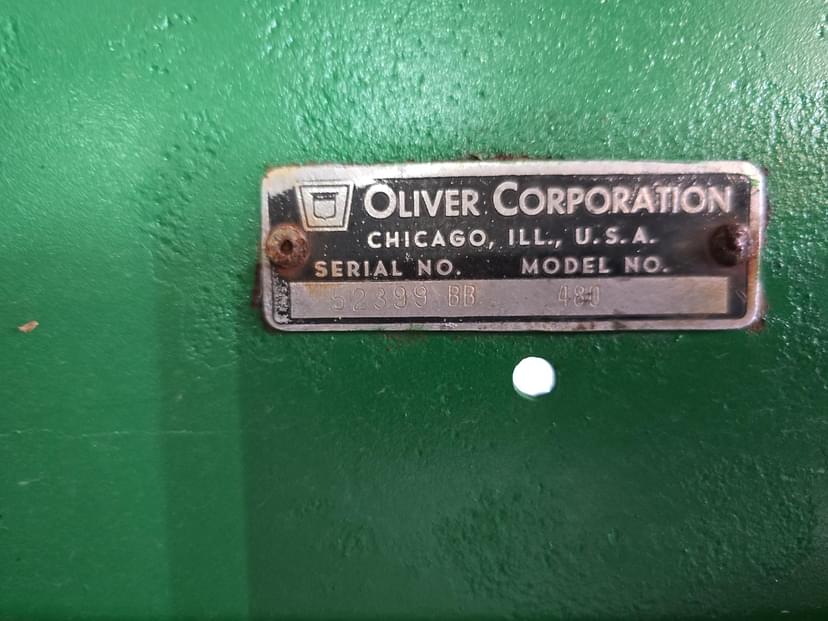 OLIVER CORPORATION
CHICAGO, ILL., U.S.A.
SERIAL NO. MODEL NO.
52399 BB 480